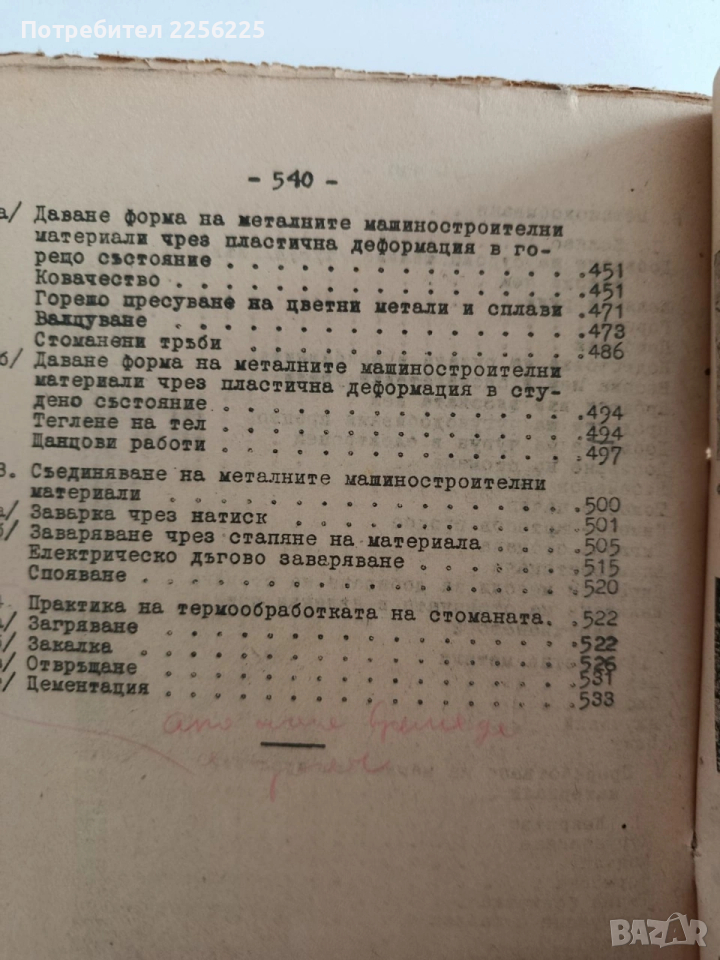 Потребител 2256225
- 540 -
а/ Даване форма на металните машиностроителни
материали чрез пластична деформация в го-
рещо състояние . . . . . . . . . . . . . . 451
Ковачество . . . . . . . . . . . . . . . . 451
Горещо пресуване на цветни метали и сплави 471
Валцуване . . . . . . . . . . . . . . . . 473
Стоманени тръби . . . . . . . . . . . . . 486
б/ Даване форма на металните машиностроителни
материали чрез пластична деформация в сту-
дено състояние . . . . . . . . . . . . . . 494
Теглене на тел . . . . . . . . . . . . . . 494
Щанцови работи . . . . . . . . . . . . . . 497
3. Съединяване на металните машиностроителни
материали . . . . . . . . . . . . . . . . 500
а/ Заварка чрез натиск . . . . . . . . . . . 501
б/ Заваряване чрез стапяне на материала . . . 505
Електрическо дъгово заваряване . . . . . . 515
Спояване . . . . . . . . . . . . . . . . . 520
Практика на термообработката на стоманата. 522
Загряване . . . . . . . . . . . . . . . . 522
Закалка . . . . . . . . . . . . . . . . . 526
Отвръщане . . . . . . . . . . . . . . . . 531
Цементация . . . . . . . . . . . . . . . . 533
BAZAR